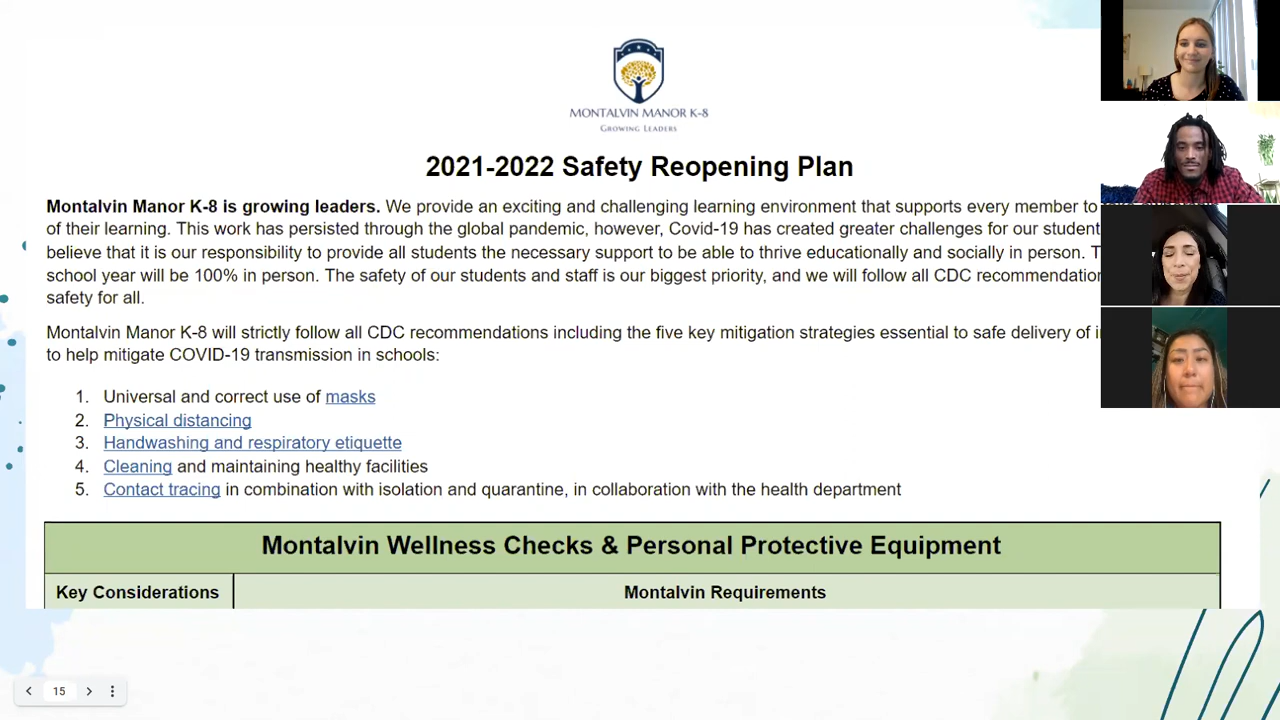 MONTALVIN MANOR K-8
GROWING LEADERS
2021-2022 Safety Reopening Plan
Montalvin Manor K-8 is growing leaders. We provide an exciting and challenging learning environment that supports every member to
of their learning. This work has persisted through the global pandemic, however, Covid-19 has created greater challenges for our student
believe that it is our responsibility to provide all students the necessary support to be able to thrive educationally and socially in person.
school year will be 100% in person. The safety of our students and staff is our biggest priority, and we will follow all CDC recommendation
safety for all.
Montalvin Manor K-8 will strictly follow all CDC recommendations including the five key mitigation strategies essential to safe delivery of
to help mitigate COVID-19 transmission in schools:
1. Universal and correct use of masks
2. Physical distancing
3. Handwashing and respiratory etiquette
4. Cleaning and maintaining healthy facilities
5. Contact tracing in combination with isolation and quarantine, in collaboration with the health department
Montalvin Wellness Checks & Personal Protective Equipment
Key Considerations Montalvin Requirements
15